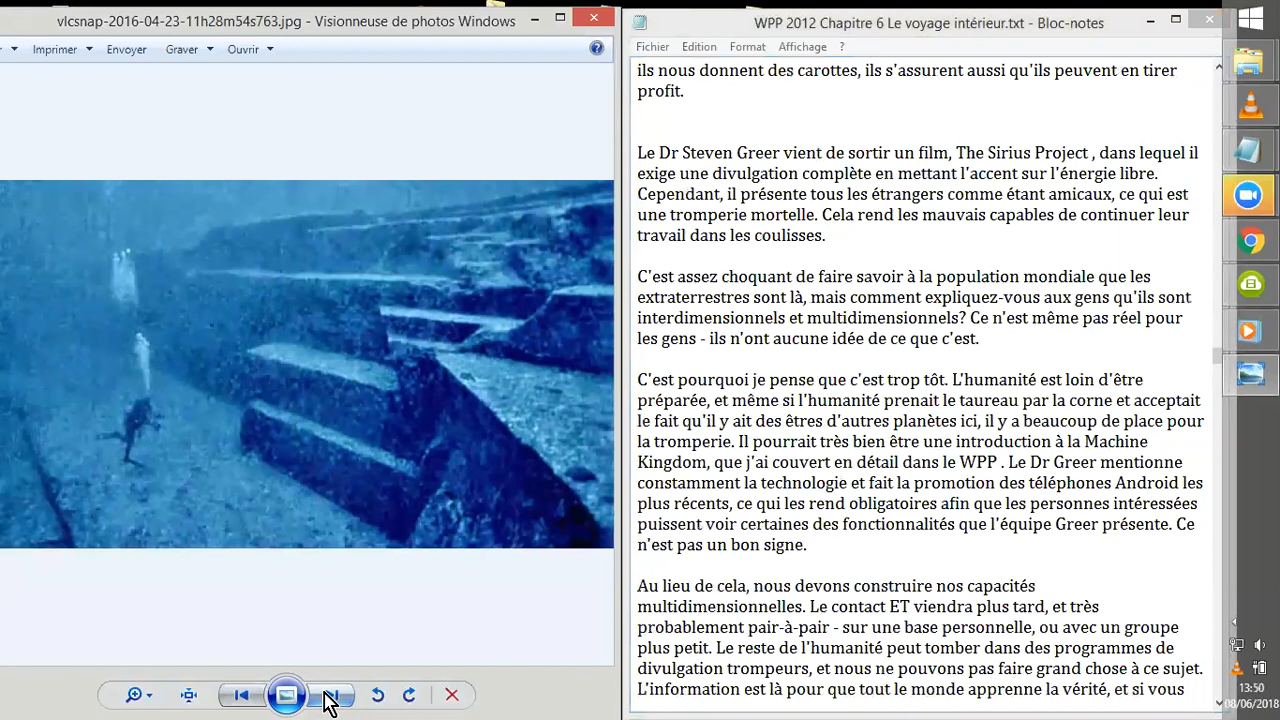 vlcsnap-2016-04-23-11h28m54s763.jpg - Visionneuse de photos Windows
Imprimer Envoyer Graver Ouvrir ?
WPP 2012 Chapitre 6 Le voyage intérieur.txt - Bloc-notes
Fichier Edition Format Affichage ?
ils nous donnent des carottes, ils s'assurent aussi qu'ils peuvent en tirer
profit.
Le Dr Steven Greer vient de sortir un film, The Sirius Project , dans lequel il
exige une divulgation complète en mettant l'accent sur l'énergie libre.
Cependant, il présente tous les étrangers comme étant amicaux, ce qui est
une tromperie mortelle. Cela rend les mauvais capables de continuer leur
travail dans les coulisses.
C'est assez choquant de faire savoir à la population mondiale que les
extraterrestres sont là, mais comment expliquez-vous aux gens qu'ils sont
interdimensionnels et multidimensionnels? Ce n'est même pas réel pour
les gens - ils n'ont aucune idée de ce que c'est.
C'est pourquoi je pense que c'est trop tôt. L'humanité est loin d'être
préparée, et même si l'humanité prenait le taureau par la corne et acceptait
le fait qu'il y ait des êtres d'autres planètes ici, il y a beaucoup de place pour
la tromperie. Il pourrait très bien être une introduction à la Machine
Kingdom, que j'ai couvert en détail dans le WPP . Le Dr Greer mentionne
constamment la technologie et fait la promotion des téléphones Android les
plus récents, ce qui les rend obligatoires afin que les personnes intéressées
puissent voir certaines des fonctionnalités que l'équipe Greer présente. Ce
n'est pas un bon signe.
Au lieu de cela, nous devons construire nos capacités
multidimensionnelles. Le contact ET viendra plus tard, et très
probablement pair-à-pair - sur une base personnelle, ou avec un groupe
plus petit. Le reste de l'humanité peut tomber dans des programmes de
divulgation trompeurs, et nous ne pouvons pas faire grand chose à ce sujet.
L'information est là pour que tout le monde apprenne la vérité, et si vous
13:50
08/06/2018